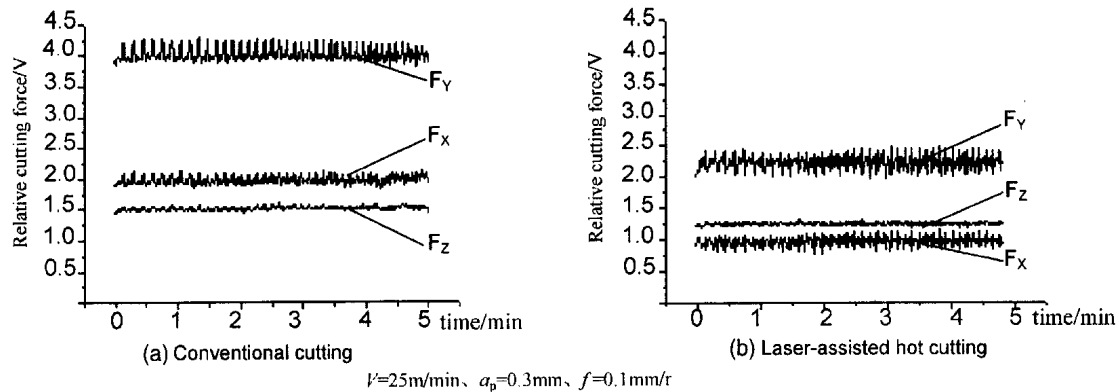 Relative cutting force/V
4.5
4.0
3.5
3.0
2.5
2.0
1.5
1.0
0.5
F_Y
F_X
F_Z
0 1 2 3 4 5 time/min
(a) Conventional cutting
Relative cutting force/V
4.5
4.0
3.5
3.0
2.5
2.0
1.5
1.0
0.5
F_Y
F_Z
F_X
0 1 2 3 4 5 time/min
(b) Laser-assisted hot cutting
V=25m/min、a_p=0.3mm、f=0.1mm/r